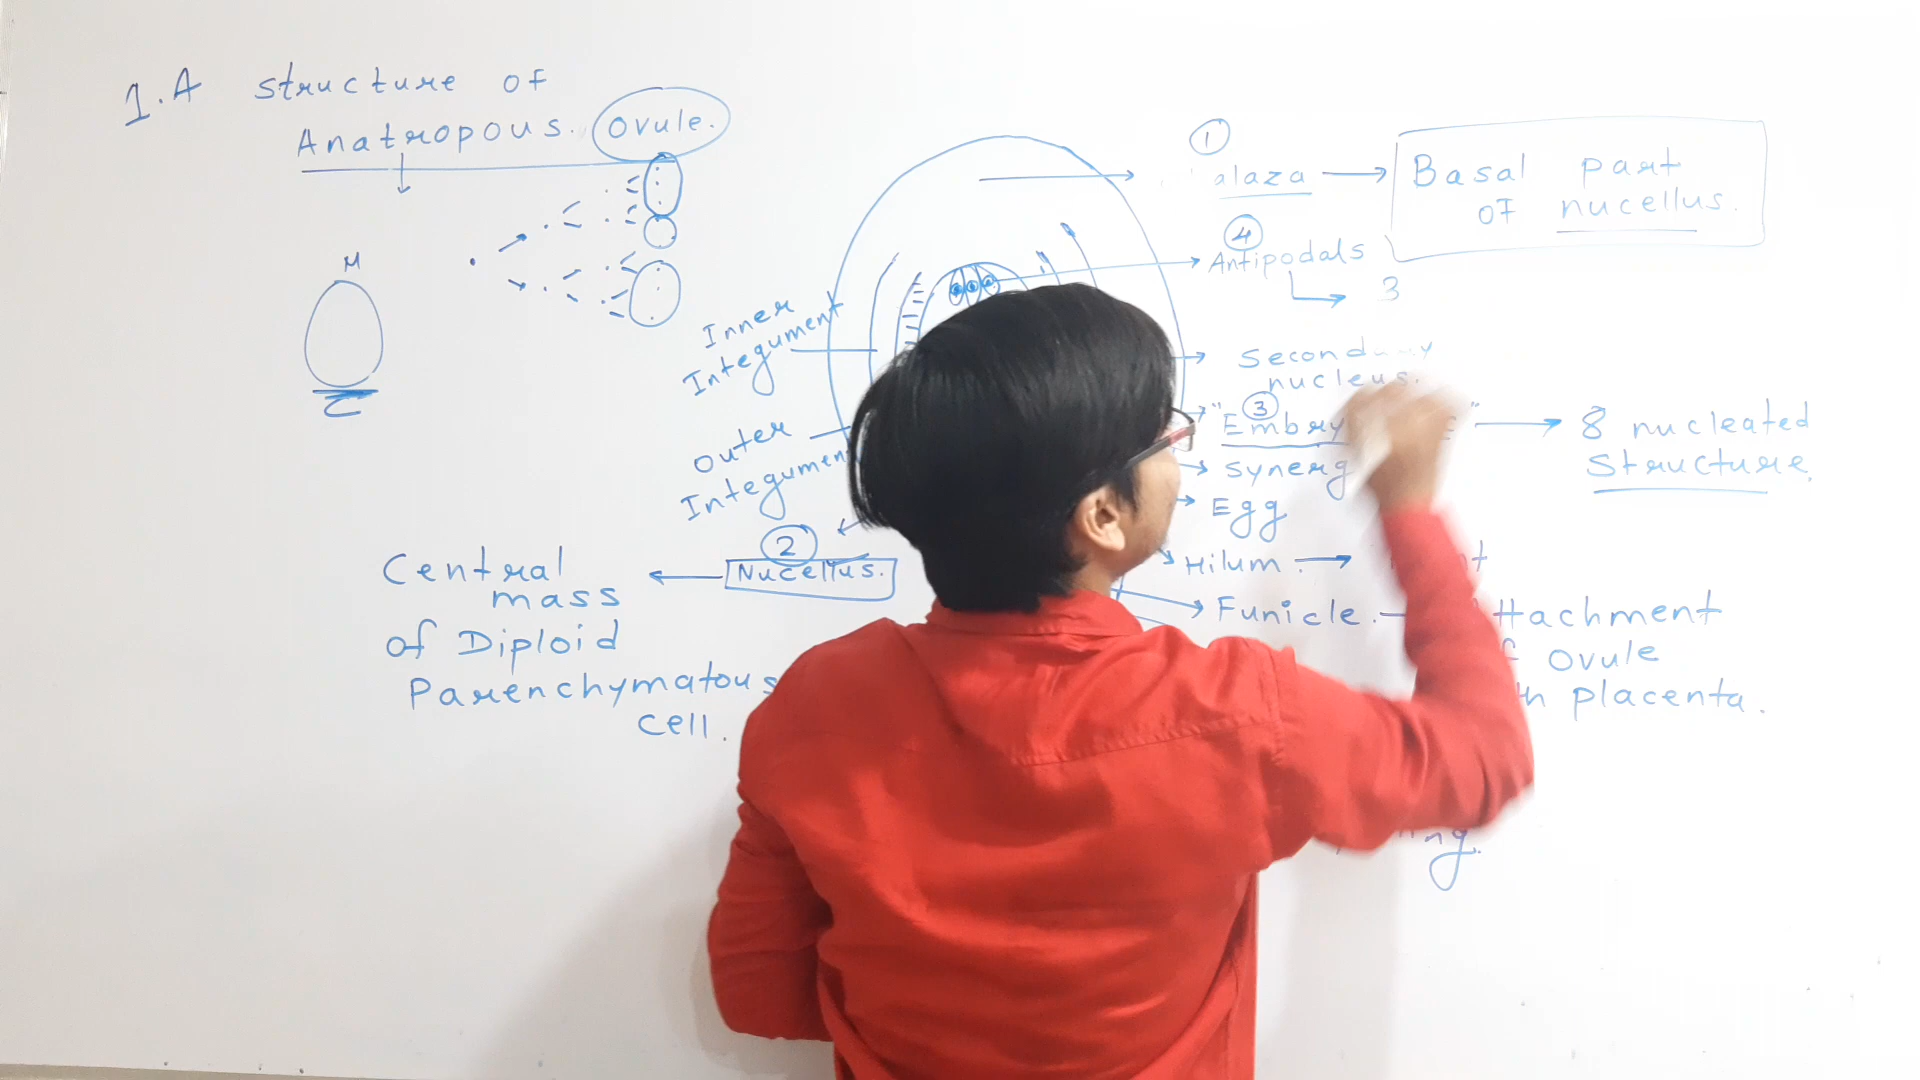 1.A structure of
Anatropous. Ovule.
M
C
Inner
Integument
Outer
Integumen
2
Nucellus.
Central
mass
of Diploid
Parenchymatous
cell.
1
alaza
Basal part
of nucellus.
4
Antipodals
3
Secondary
nucleus.
3
"Embry
8 nucleated
structure.
synerg
Egg
Hilum
Funicle.
ttachment
ovule
placenta.